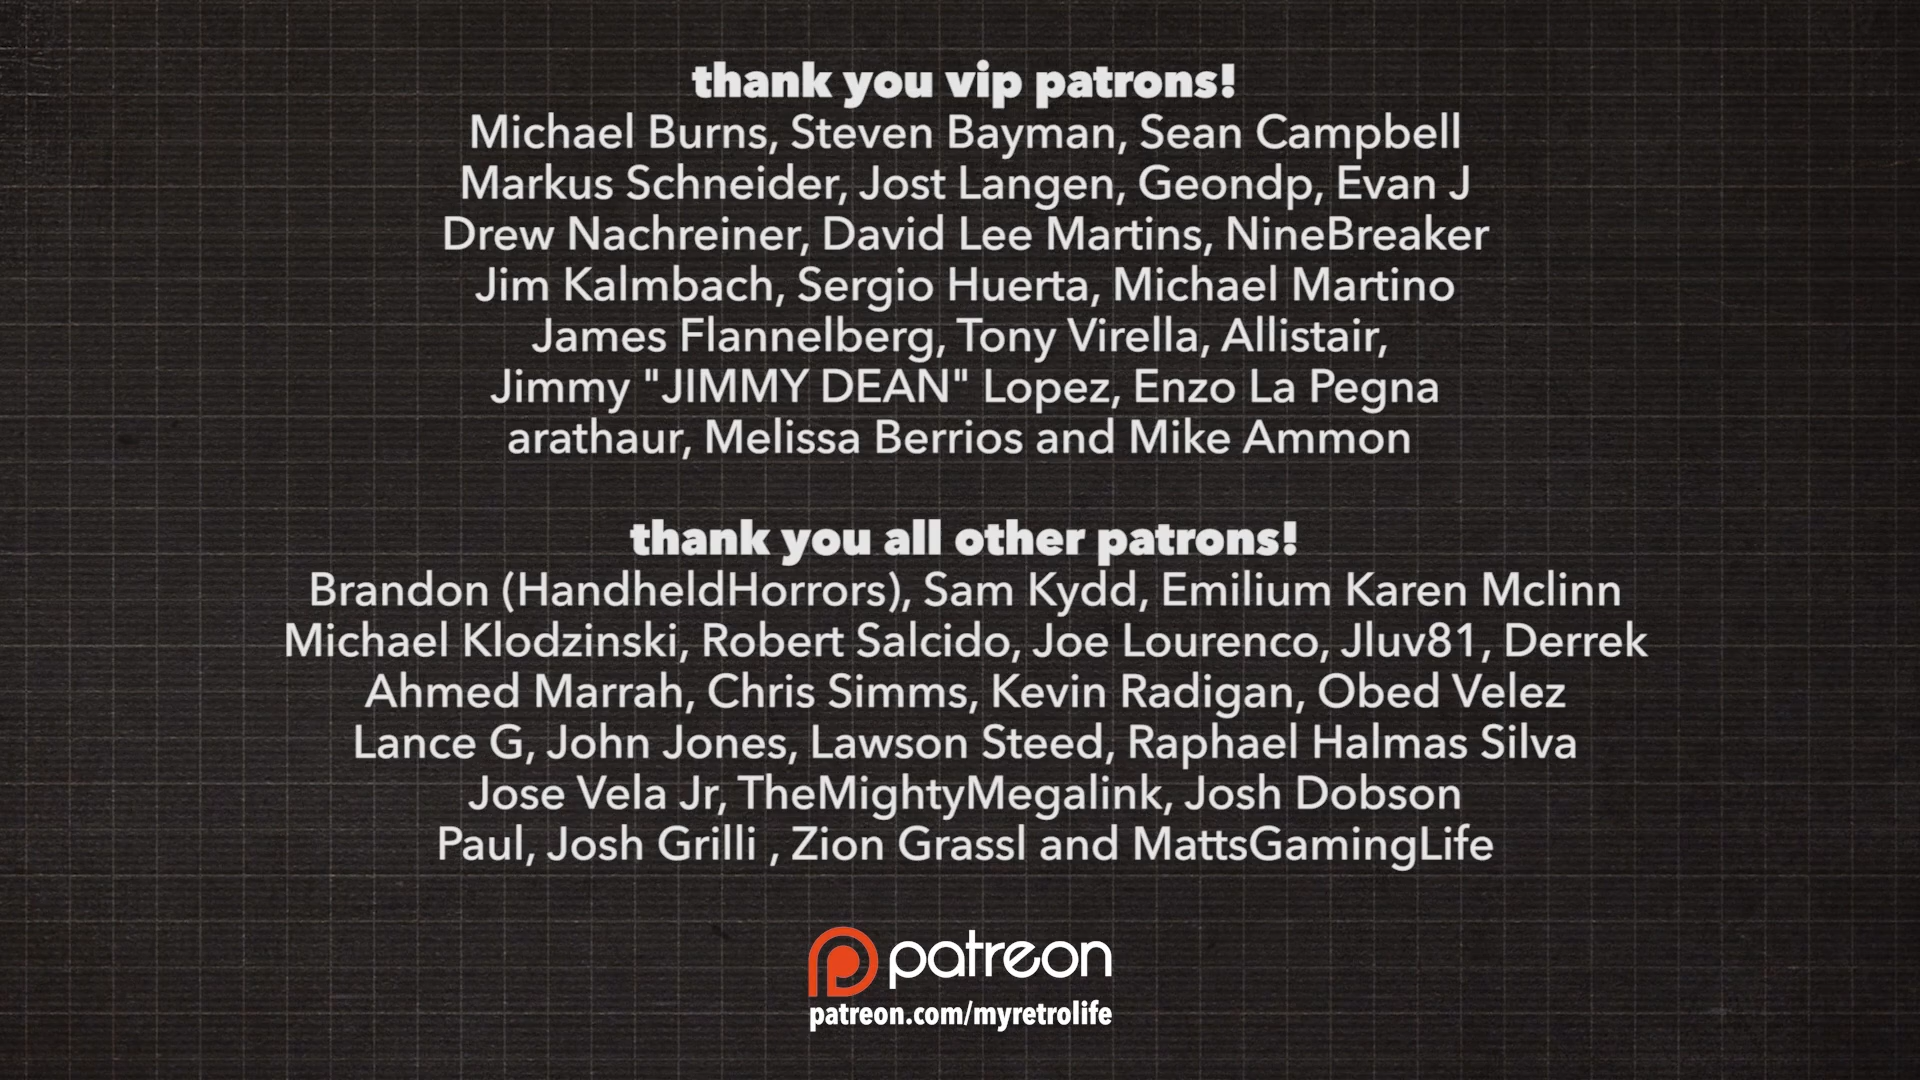 thank you vip patrons!
Michael Burns, Steven Bayman, Sean Campbell
Markus Schneider, Jost Langen, Geondp, Evan J
Drew Nachreiner, David Lee Martins, NineBreaker
Jim Kalmbach, Sergio Huerta, Michael Martino
James Flannelberg, Tony Virella, Allistair,
Jimmy "JIMMY DEAN" Lopez, Enzo La Pegna
arathaur, Melissa Berrios and Mike Ammon
thank you all other patrons!
Brandon (HandheldHorrors), Sam Kydd, Emilium Karen Mclinn
Michael Klodzinski, Robert Salcido, Joe Lourenco, Jluv81, Derrek
Ahmed Marrah, Chris Simms, Kevin Radigan, Obed Velez
Lance G, John Jones, Lawson Steed, Raphael Halmas Silva
Jose Vela Jr, TheMightyMegalink, Josh Dobson
Paul, Josh Grilli , Zion Grassl and MattsGamingLife
patreon
patreon.com/myretrolife